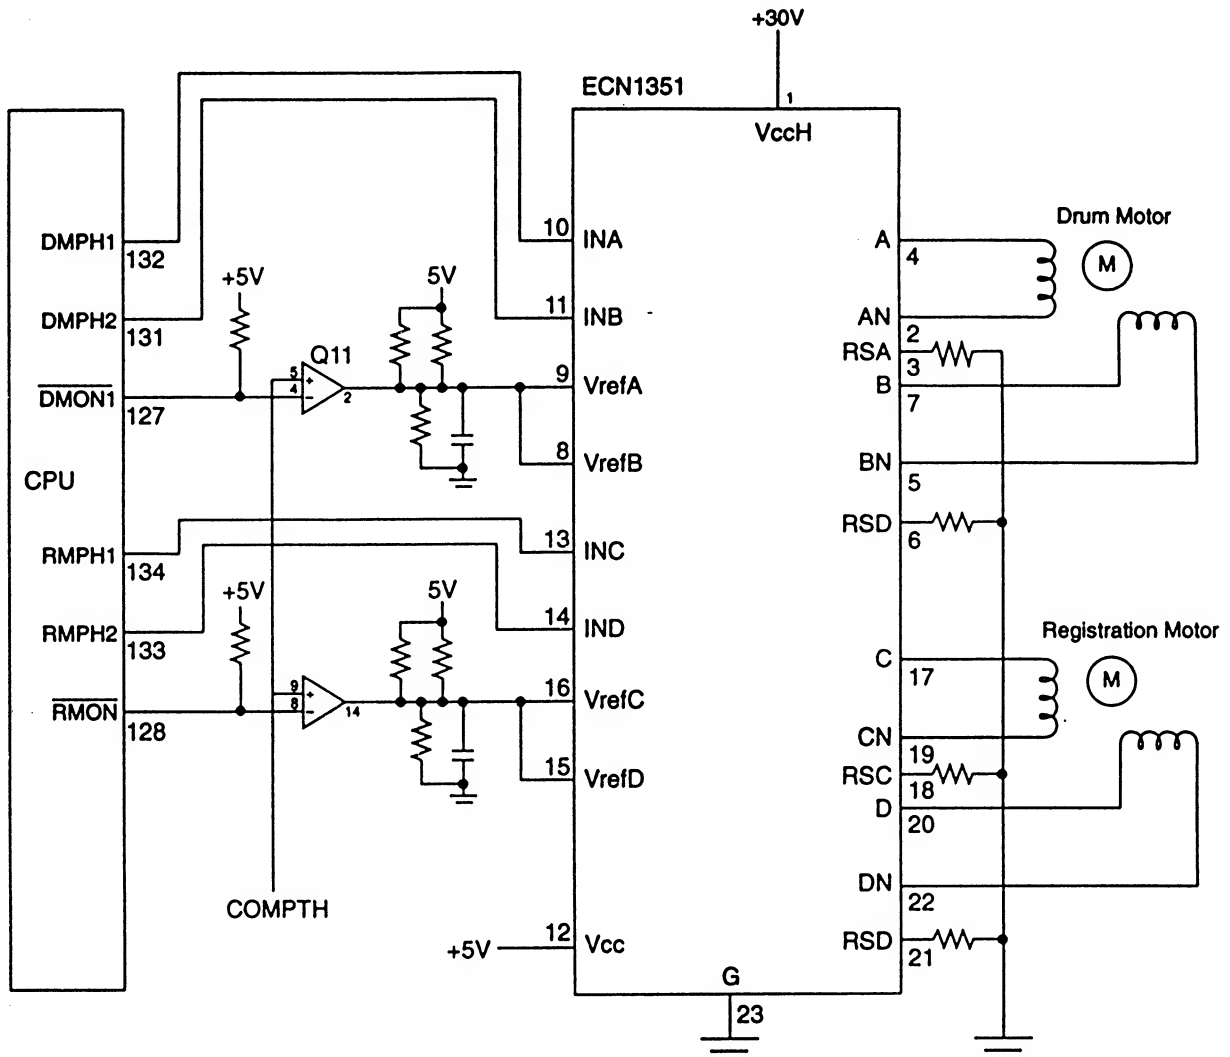 +30V
ECN1351
1
VccH
Drum Motor
DMPH1
132
10
INA
A
4
M
+5V
5V
DMPH2
131
11
INB
AN
2
Q11
RSA
3
5
+
4
-
2
9
VrefA
B
7
DMON1
127
8
VrefB
BN
5
CPU
RSD
6
RMPH1
134
13
INC
+5V
5V
RMPH2
133
14
IND
Registration Motor
C
17
M
9
+
8
-
14
16
VrefC
RMON
128
CN
19
15
VrefD
RSC
18
D
20
COMPTH
DN
22
+5V
12
Vcc
RSD
21
G
23